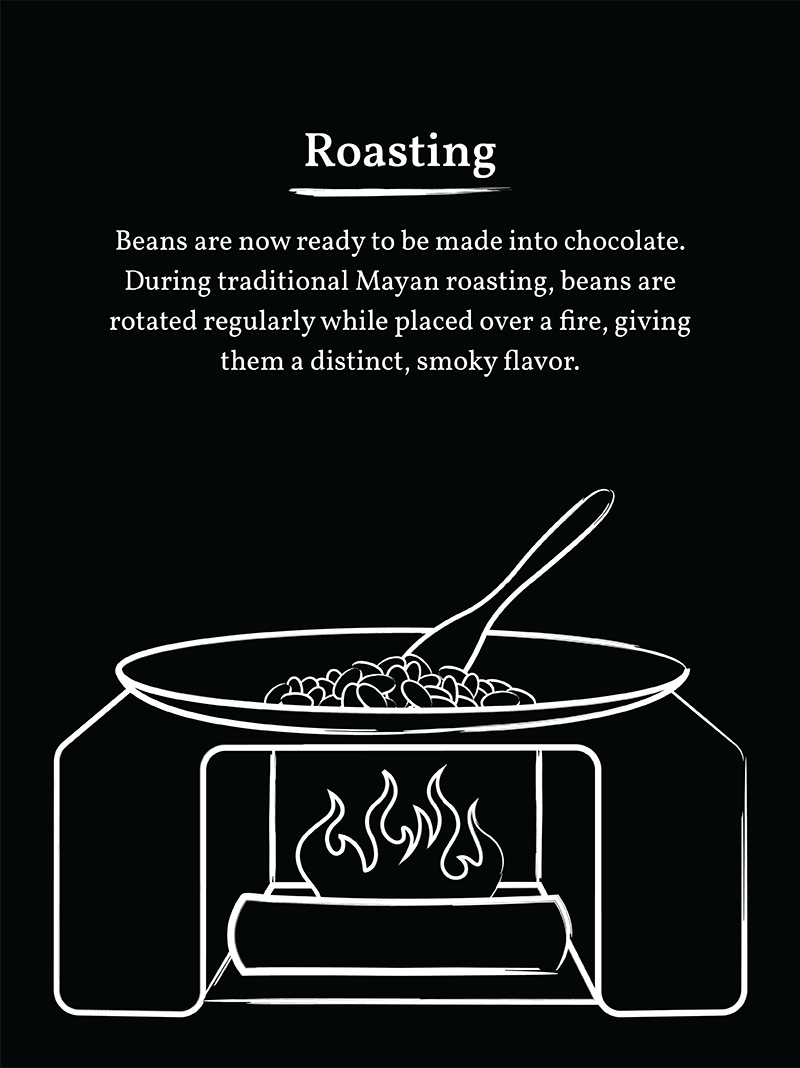 Roasting
Beans are now ready to be made into chocolate.
During traditional Mayan roasting, beans are
rotated regularly while placed over a fire, giving
them a distinct, smoky flavor.